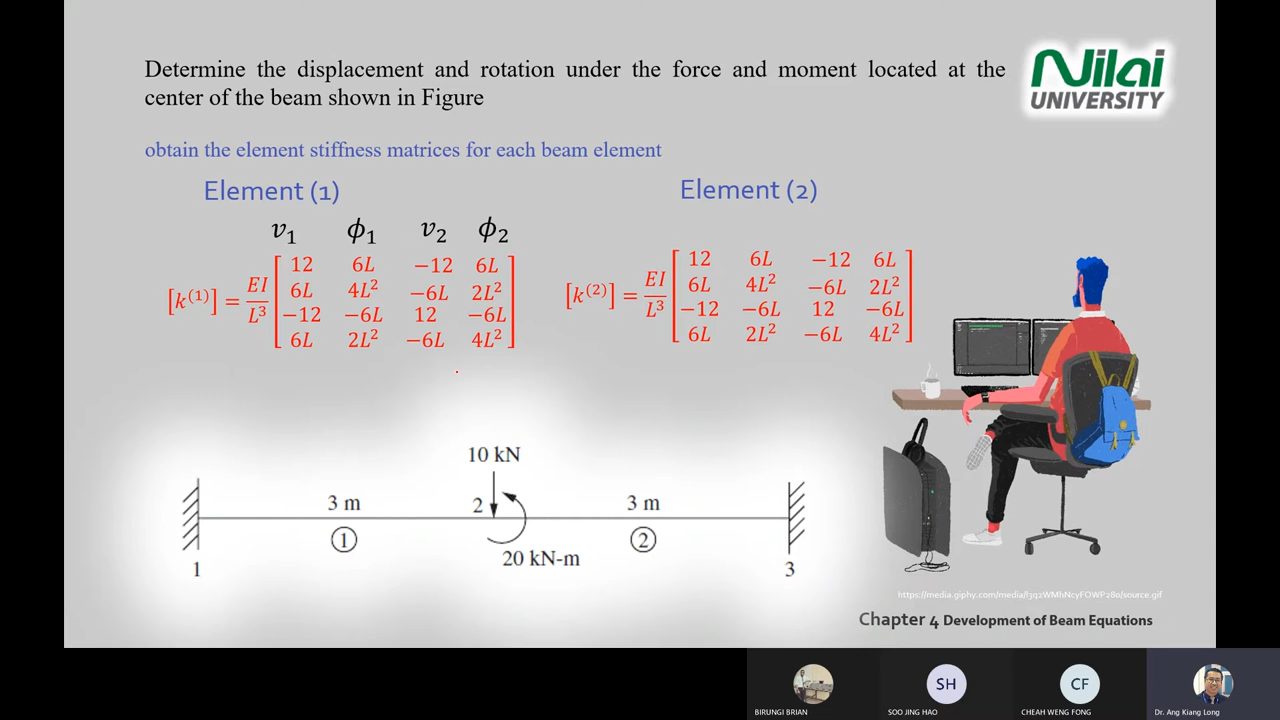 Determine the displacement and rotation under the force and moment located at the
center of the beam shown in Figure
Nilai
UNIVERSITY
obtain the element stiffness matrices for each beam element
Element (1)
v₁ ϕ₁ v₂ ϕ₂
[k⁽¹⁾] = EI/L³
12 6L −12 6L
6L 4L² −6L 2L²
−12 −6L 12 −6L
6L 2L² −6L 4L²
Element (2)
[k⁽²⁾] = EI/L³
12 6L −12 6L
6L 4L² −6L 2L²
−12 −6L 12 −6L
6L 2L² −6L 4L²
10 kN
3 m 2 3 m
① ②
20 kN-m
1 3
Chapter 4 Development of Beam Equations
SH CF
BIRUNGI BRIAN SOO JING HAO CHEAH WENG FONG Dr. Ang Kiang Long